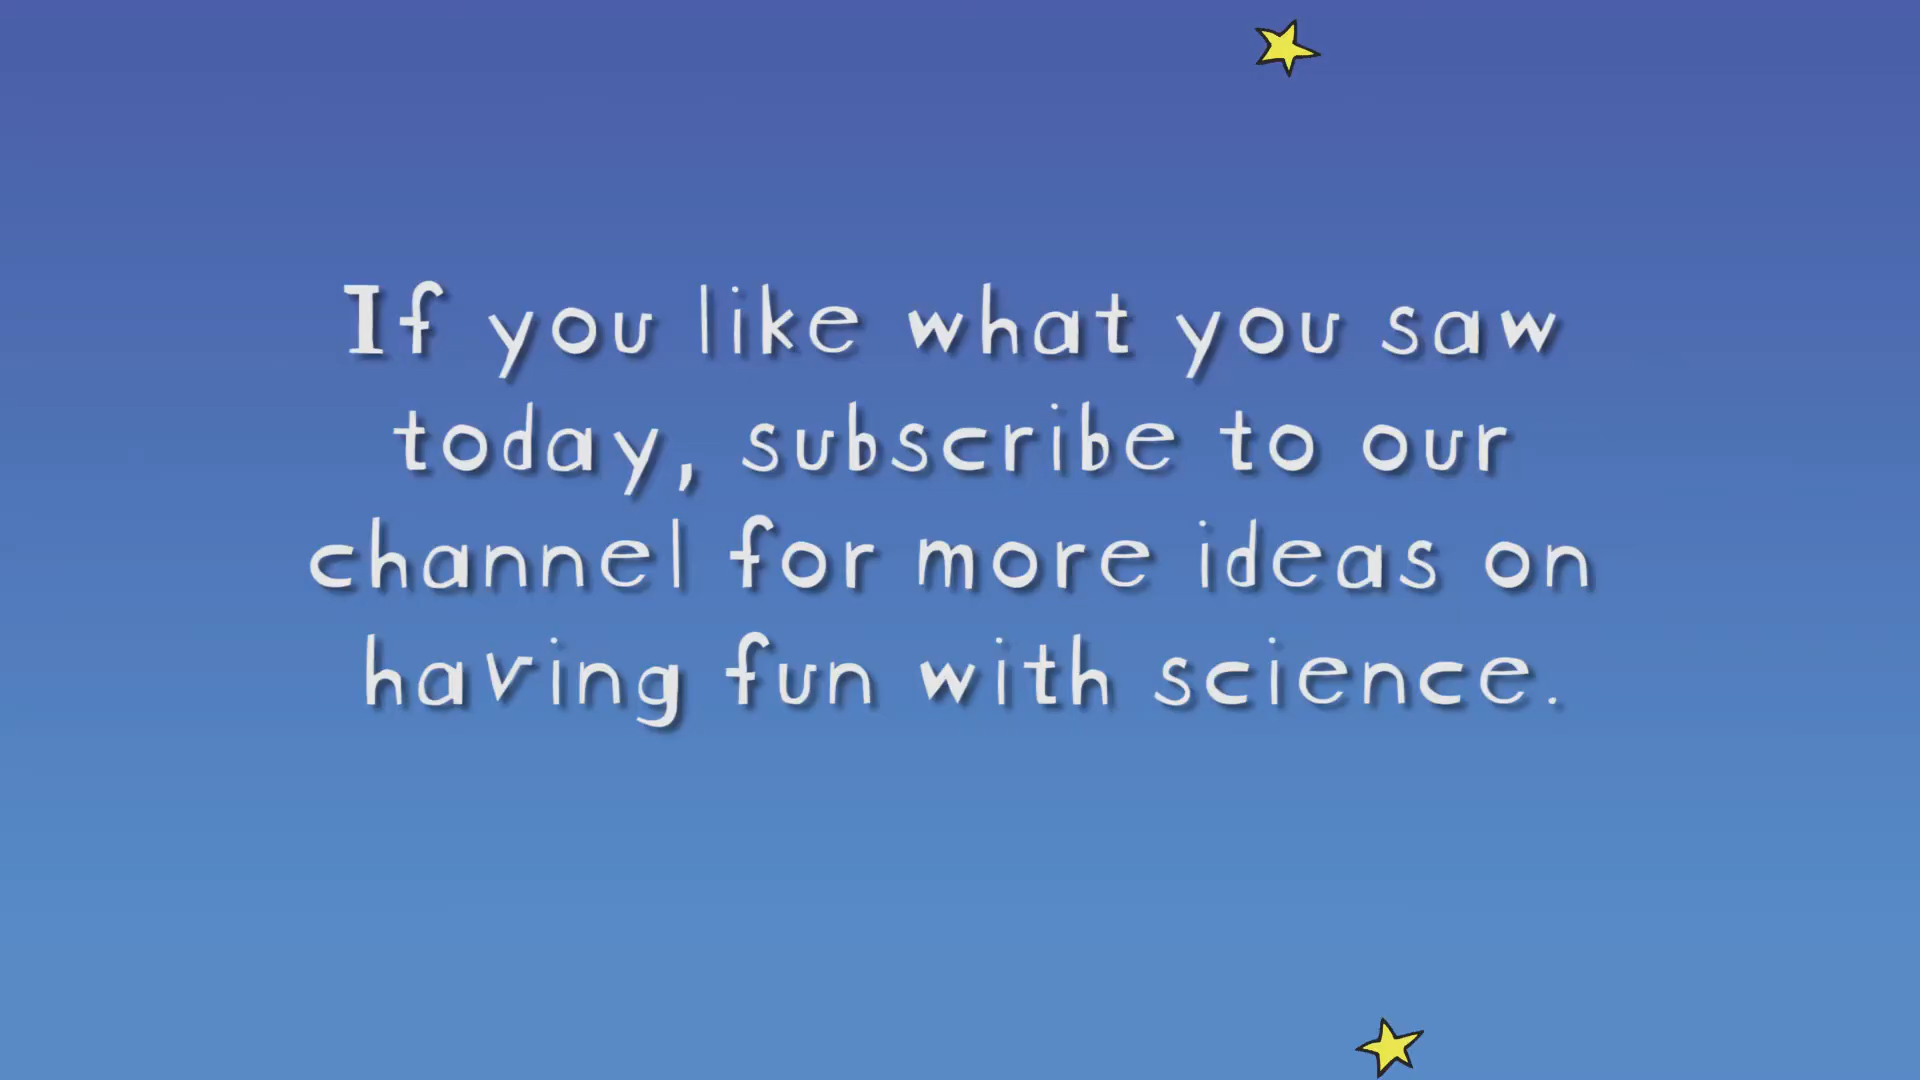 If you like what you saw
today, subscribe to our
channel for more ideas on
having fun with science.